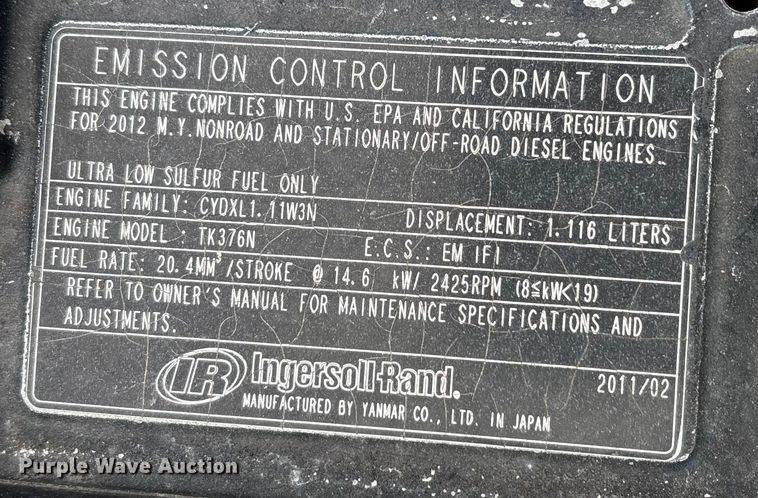 EMISSION CONTROL INFORMATION
THIS ENGINE COMPLIES WITH U.S. EPA AND CALIFORNIA REGULATIONS
FOR 2012 M.Y.NONROAD AND STATIONARY/OFF-ROAD DIESEL ENGINES.
ULTRA LOW SULFUR FUEL ONLY
ENGINE FAMILY: CYDXL1.11W3N DISPLACEMENT: 1.116 LITERS
ENGINE MODEL: TK376N E.C.S.: EM IFI
FUEL RATE: 20.4MM³/STROKE @ 14.6 kW/ 2425RPM (8≦kW<19)
REFER TO OWNER'S MANUAL FOR MAINTENANCE SPECIFICATIONS AND
ADJUSTMENTS.
IR Ingersoll-Rand. 2011/02
MANUFACTURED BY YANMAR CO., LTD. IN JAPAN
Purple Wave Auction